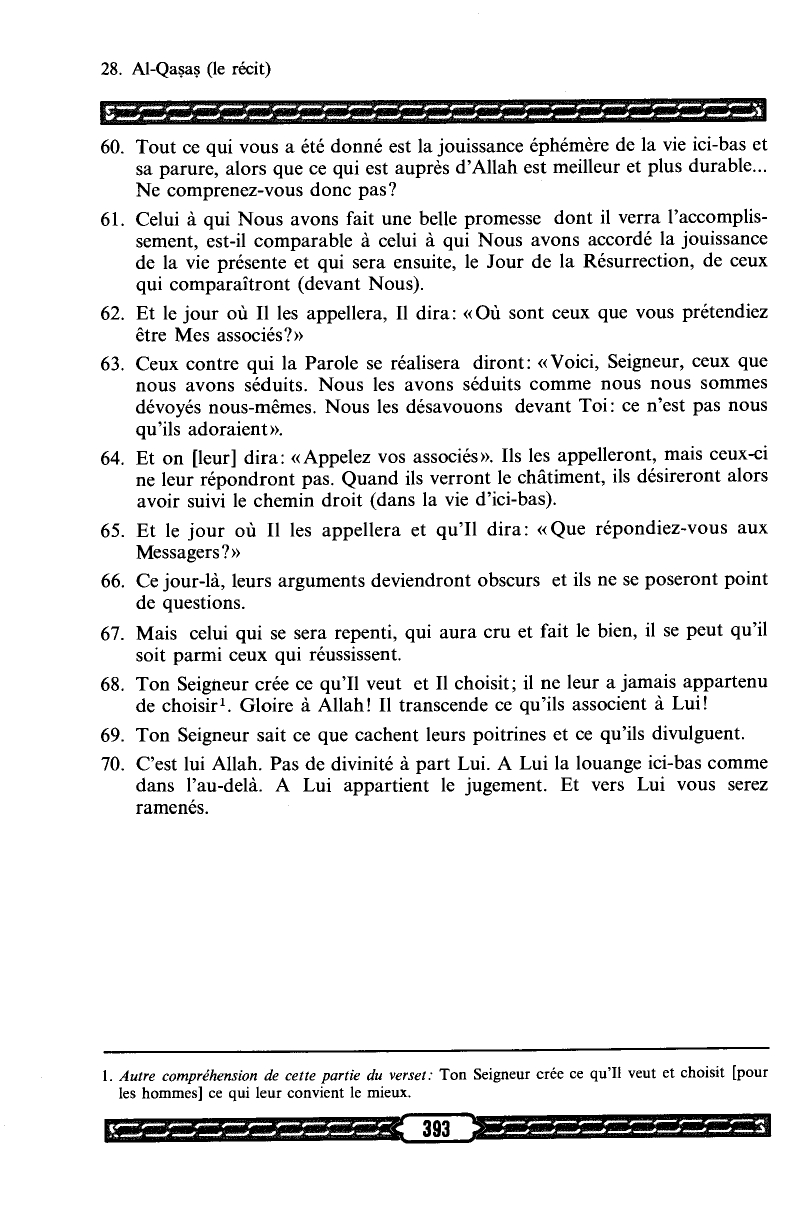 28. Al-Qaṣaṣ (le récit)
60. Tout ce qui vous a été donné est la jouissance éphémère de la vie ici-bas et
sa parure, alors que ce qui est auprès d'Allah est meilleur et plus durable...
Ne comprenez-vous donc pas?
61. Celui à qui Nous avons fait une belle promesse dont il verra l'accomplis-
sement, est-il comparable à celui à qui Nous avons accordé la jouissance
de la vie présente et qui sera ensuite, le Jour de la Résurrection, de ceux
qui comparaîtront (devant Nous).
62. Et le jour où Il les appellera, Il dira: «Où sont ceux que vous prétendiez
être Mes associés?»
63. Ceux contre qui la Parole se réalisera diront: «Voici, Seigneur, ceux que
nous avons séduits. Nous les avons séduits comme nous nous sommes
dévoyés nous-mêmes. Nous les désavouons devant Toi: ce n'est pas nous
qu'ils adoraient».
64. Et on [leur] dira: «Appelez vos associés». Ils les appelleront, mais ceux-ci
ne leur répondront pas. Quand ils verront le châtiment, ils désireront alors
avoir suivi le chemin droit (dans la vie d'ici-bas).
65. Et le jour où Il les appellera et qu'Il dira: «Que répondiez-vous aux
Messagers?»
66. Ce jour-là, leurs arguments deviendront obscurs et ils ne se poseront point
de questions.
67. Mais celui qui se sera repenti, qui aura cru et fait le bien, il se peut qu'il
soit parmi ceux qui réussissent.
68. Ton Seigneur crée ce qu'Il veut et Il choisit; il ne leur a jamais appartenu
de choisir¹. Gloire à Allah! Il transcende ce qu'ils associent à Lui!
69. Ton Seigneur sait ce que cachent leurs poitrines et ce qu'ils divulguent.
70. C'est lui Allah. Pas de divinité à part Lui. A Lui la louange ici-bas comme
dans l'au-delà. A Lui appartient le jugement. Et vers Lui vous serez
ramenés.
1. Autre compréhension de cette partie du verset: Ton Seigneur crée ce qu'Il veut et choisit [pour
les hommes] ce qui leur convient le mieux.
393